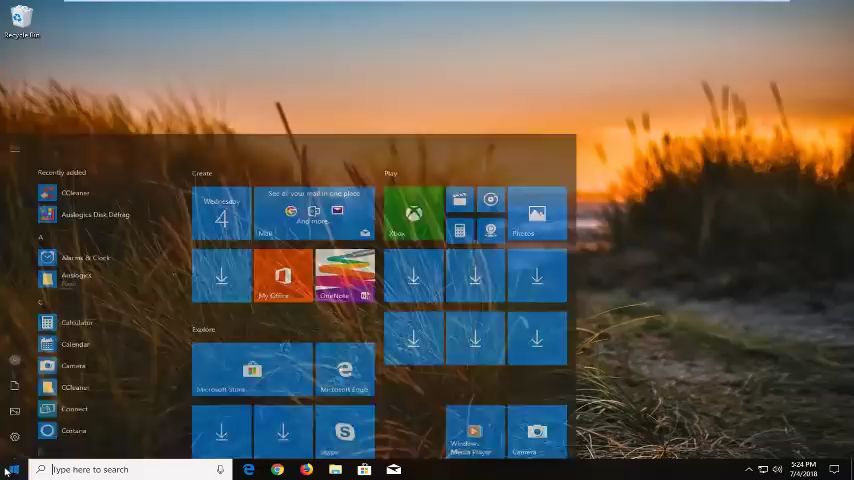 Recycle Bin
Recently added
CCleaner
Auslogics Disk Defrag
A
Alarms & Clock
Auslogics
C
Calculator
Calendar
Camera
CCleaner
Connect
Cortana
Create
Wednesday
4
See all your mail in one place
And more...
Mail
My Office
OneNote
Explore
Microsoft Store
Microsoft Edge
Skype
Play
Xbox
Photos
Windows
Media Player
Camera
Type here to search
5:24 PM
7/4/2018